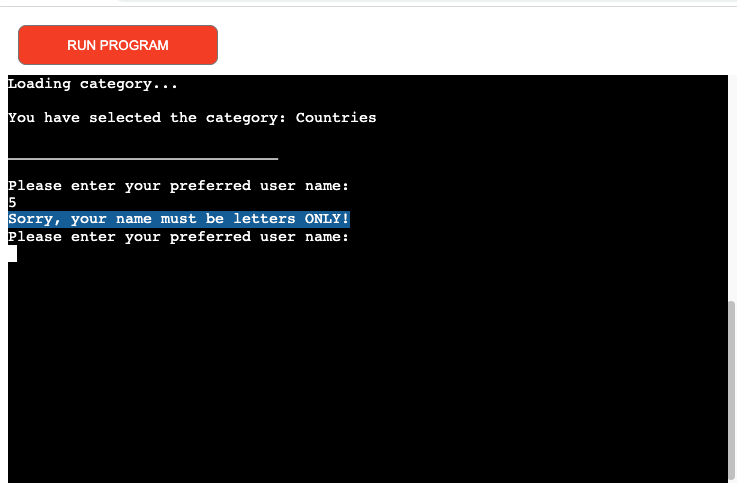 RUN PROGRAM
Loading category...
You have selected the category: Countries
______________________________
Please enter your preferred user name:
5
Sorry, your name must be letters ONLY!
Please enter your preferred user name: